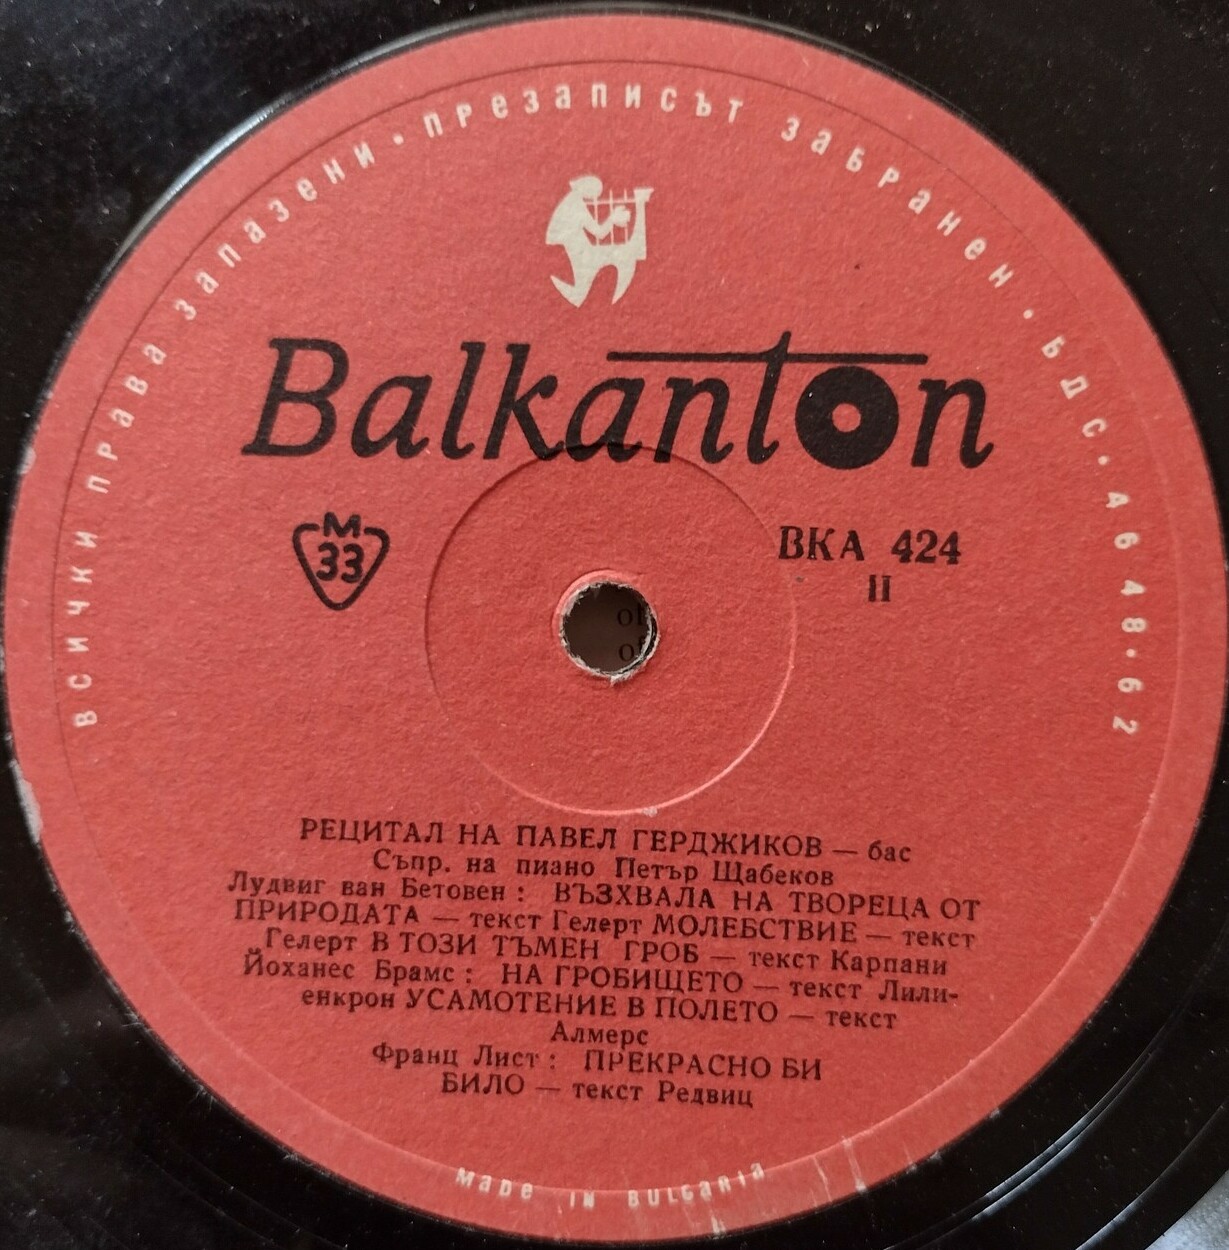 всички права запазени · презаписът забранен · БДС · 46 48 · 62
Balkanton
М
33
ВКА 424
II
РЕЦИТАЛ НА ПАВЕЛ ГЕРДЖИКОВ — бас
Съпр. на пиано Петър Щабеков
Лудвиг ван Бетовен : ВЪЗХВАЛА НА ТВОРЕЦА ОТ
ПРИРОДАТА — текст Гелерт МОЛЕБСТВИЕ — текст
Гелерт В ТОЗИ ТЪМЕН ГРОБ — текст Карпани
Йоханес Брамс : НА ГРОБИЩЕТО — текст Лили-
енкрон УСАМОТЕНИЕ В ПОЛЕТО — текст
Алмерс
Франц Лист : ПРЕКРАСНО БИ
БИЛО — текст Редвиц
Made in Bulgaria